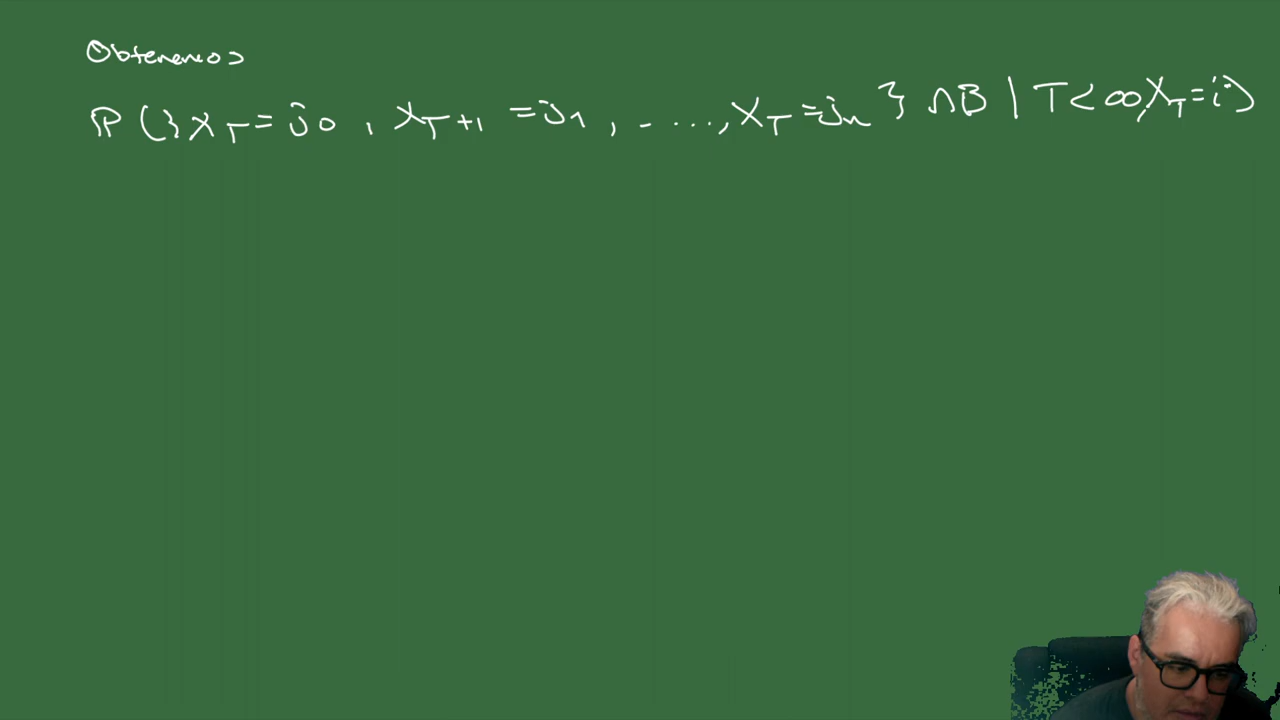 Obtenemos
ℙ ({X_T = j_0, X_{T+1} = j_1, ....., X_T = j_n} ∩ B | T < ∞, X_T = i)